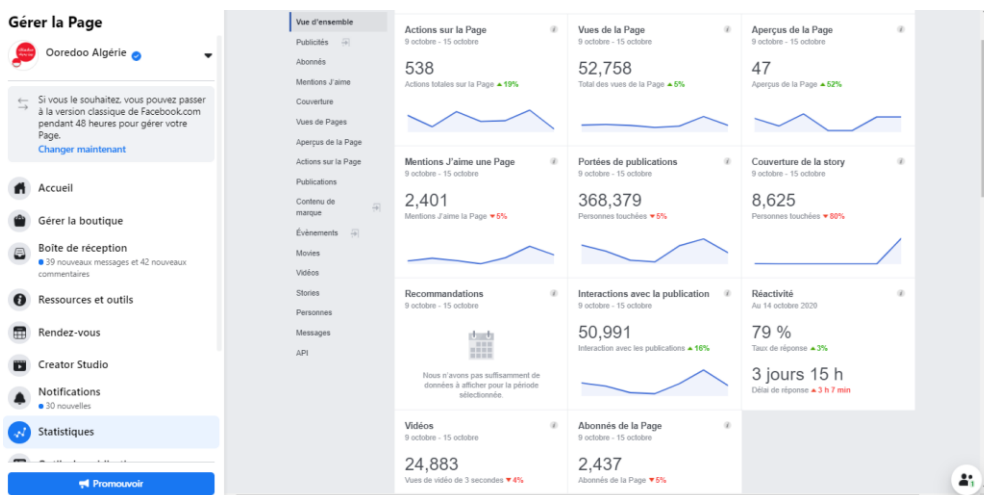 Gérer la Page
Ooredoo Algérie
Si vous le souhaitez, vous pouvez passer
à la version classique de Facebook.com
pendant 48 heures pour gérer votre
Page.
Changer maintenant
Accueil
Gérer la boutique
Boîte de réception
39 nouveaux messages et 42 nouveaux
commentaires
Ressources et outils
Rendez-vous
Creator Studio
Notifications
30 nouvelles
Statistiques
Promouvoir
Vue d'ensemble
Publicités
Abonnés
Mentions J'aime
Couverture
Vues de Pages
Aperçus de la Page
Actions sur la Page
Publications
Contenu de
marque
Évènements
Movies
Vidéos
Stories
Personnes
Messages
API
Actions sur la Page
9 octobre - 15 octobre
538
Actions totales sur la Page ▲19%
Vues de la Page
9 octobre - 15 octobre
52,758
Total des vues de la Page ▲5%
Aperçus de la Page
9 octobre - 15 octobre
47
Aperçus de la Page ▲52%
Mentions J'aime une Page
9 octobre - 15 octobre
2,401
Mentions J'aime la Page ▼5%
Portées de publications
9 octobre - 15 octobre
368,379
Personnes touchées ▼5%
Couverture de la story
9 octobre - 15 octobre
8,625
Personnes touchées ▼80%
Recommandations
9 octobre - 15 octobre
Nous n'avons pas suffisamment de
données à afficher pour la période
sélectionnée.
Interactions avec la publication
9 octobre - 15 octobre
50,991
Interaction avec les publications ▲16%
Réactivité
Au 14 octobre 2020
79 %
Taux de réponse ▲3%
3 jours 15 h
Délai de réponse ▲3 h 7 min
Vidéos
9 octobre - 15 octobre
24,883
Vues de vidéo de 3 secondes ▼4%
Abonnés de la Page
9 octobre - 15 octobre
2,437
Abonnés de la Page ▼5%